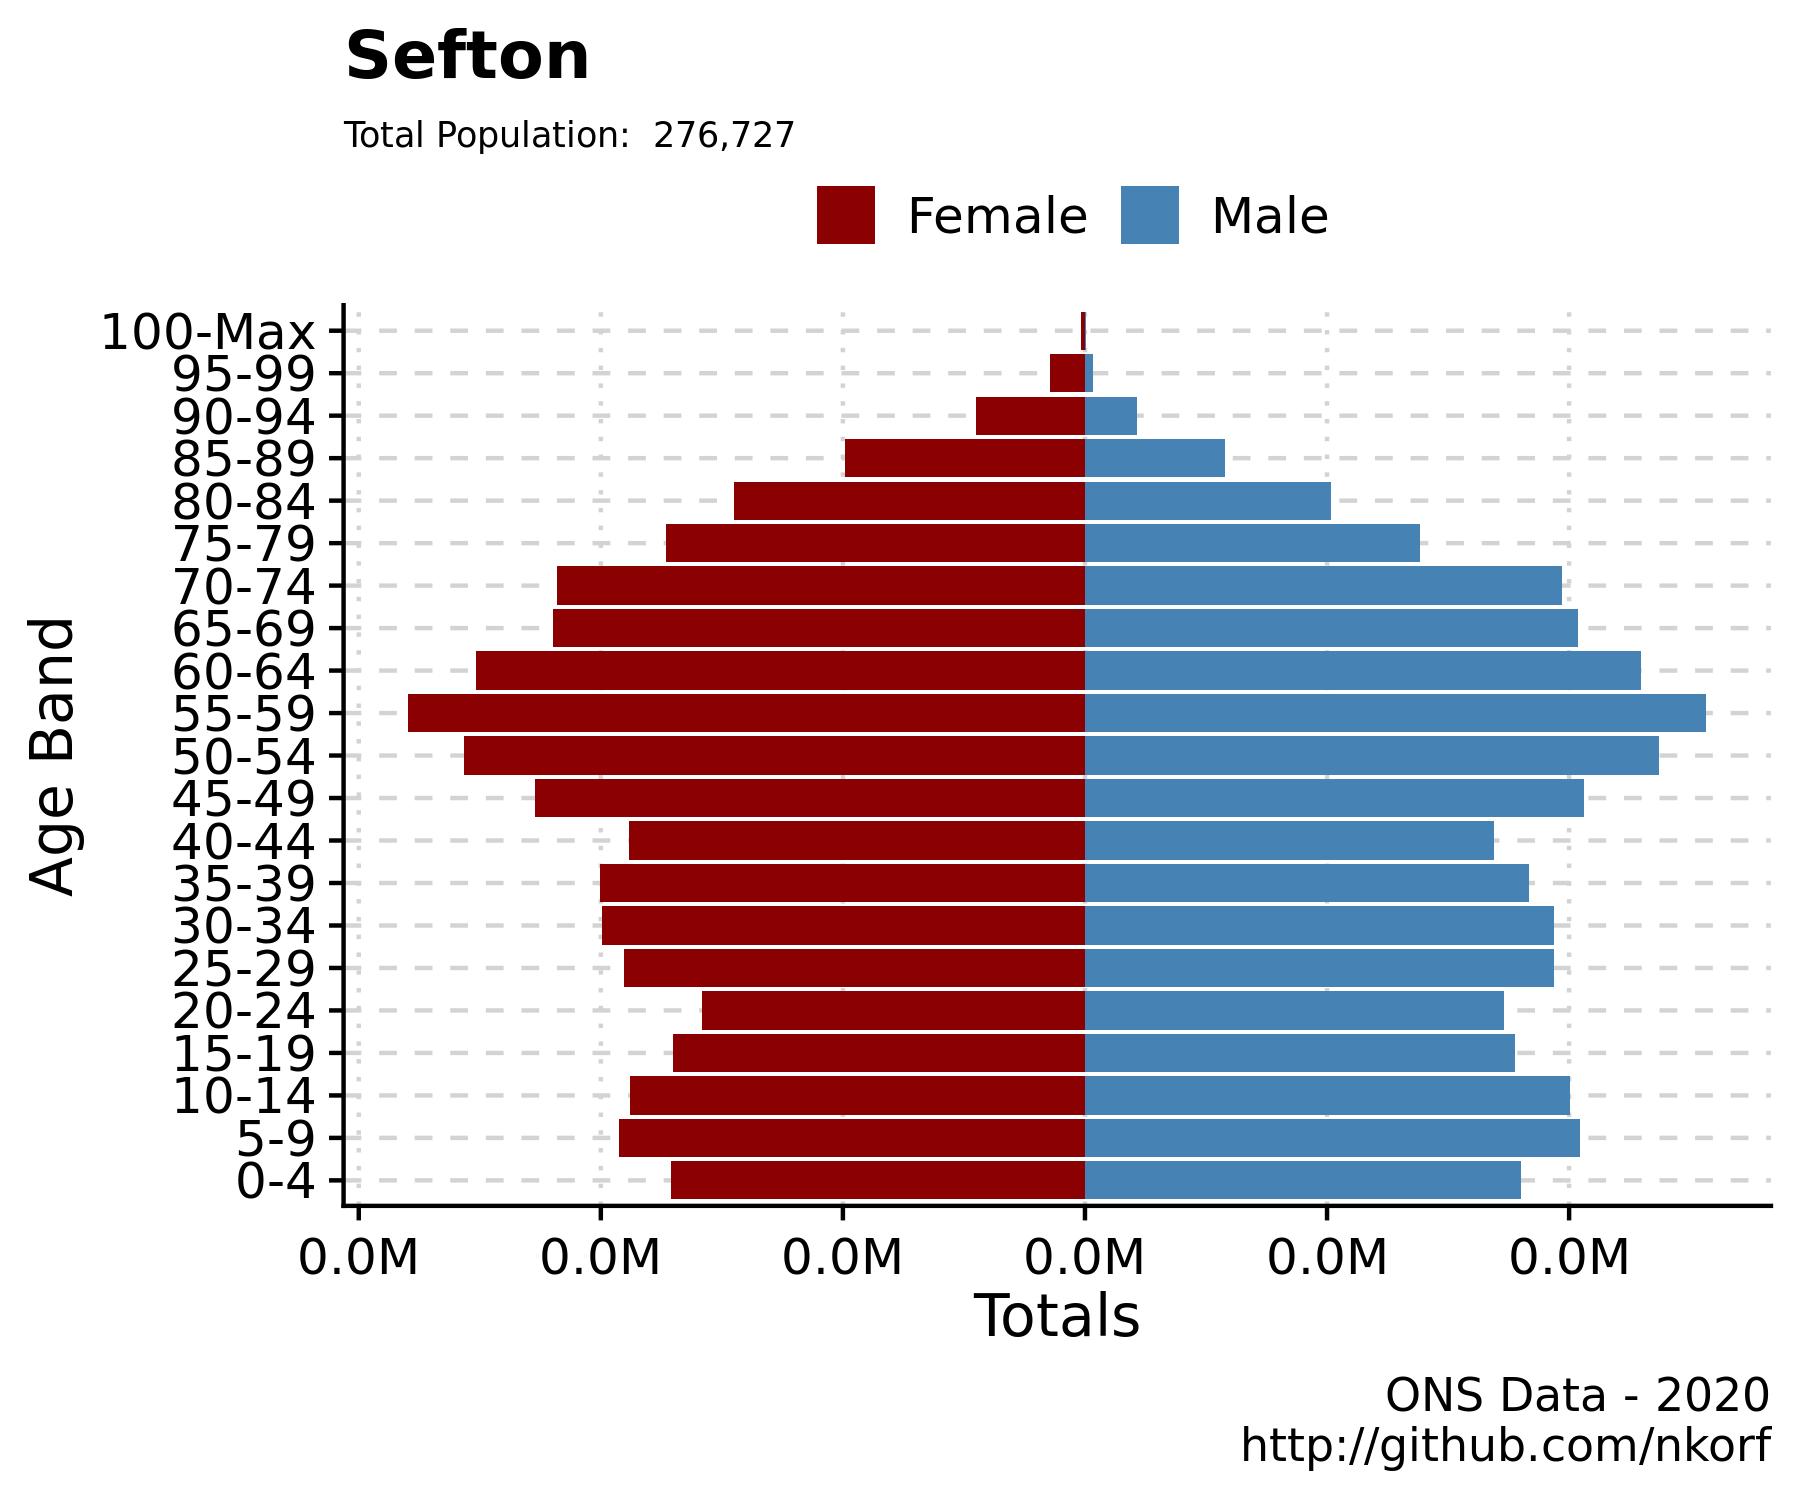 Sefton
Total Population:  276,727
Female Male
100-Max
95-99
90-94
85-89
80-84
75-79
70-74
65-69
60-64
55-59
50-54
45-49
40-44
35-39
30-34
25-29
20-24
15-19
10-14
5-9
0-4
Age Band
0.0M 0.0M 0.0M 0.0M 0.0M 0.0M
Totals
ONS Data - 2020
http://github.com/nkorf